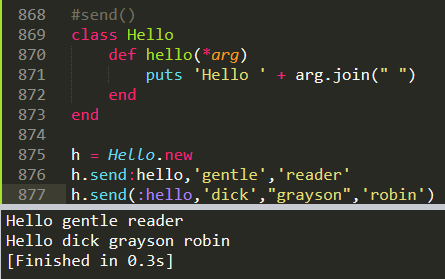 868 #send()
869 class Hello
870     def hello(*arg)
871         puts 'Hello ' + arg.join(" ")
872     end
873 end
874
875 h = Hello.new
876 h.send:hello,'gentle','reader'
877 h.send(:hello,'dick',"grayson",'robin')
Hello gentle reader
Hello dick grayson robin
[Finished in 0.3s]